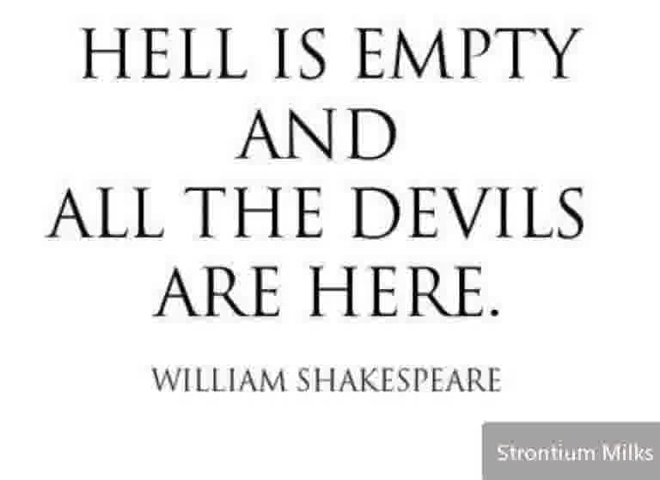 HELL IS EMPTY
AND
ALL THE DEVILS
ARE HERE.
WILLIAM SHAKESPEARE
Strontium Milks